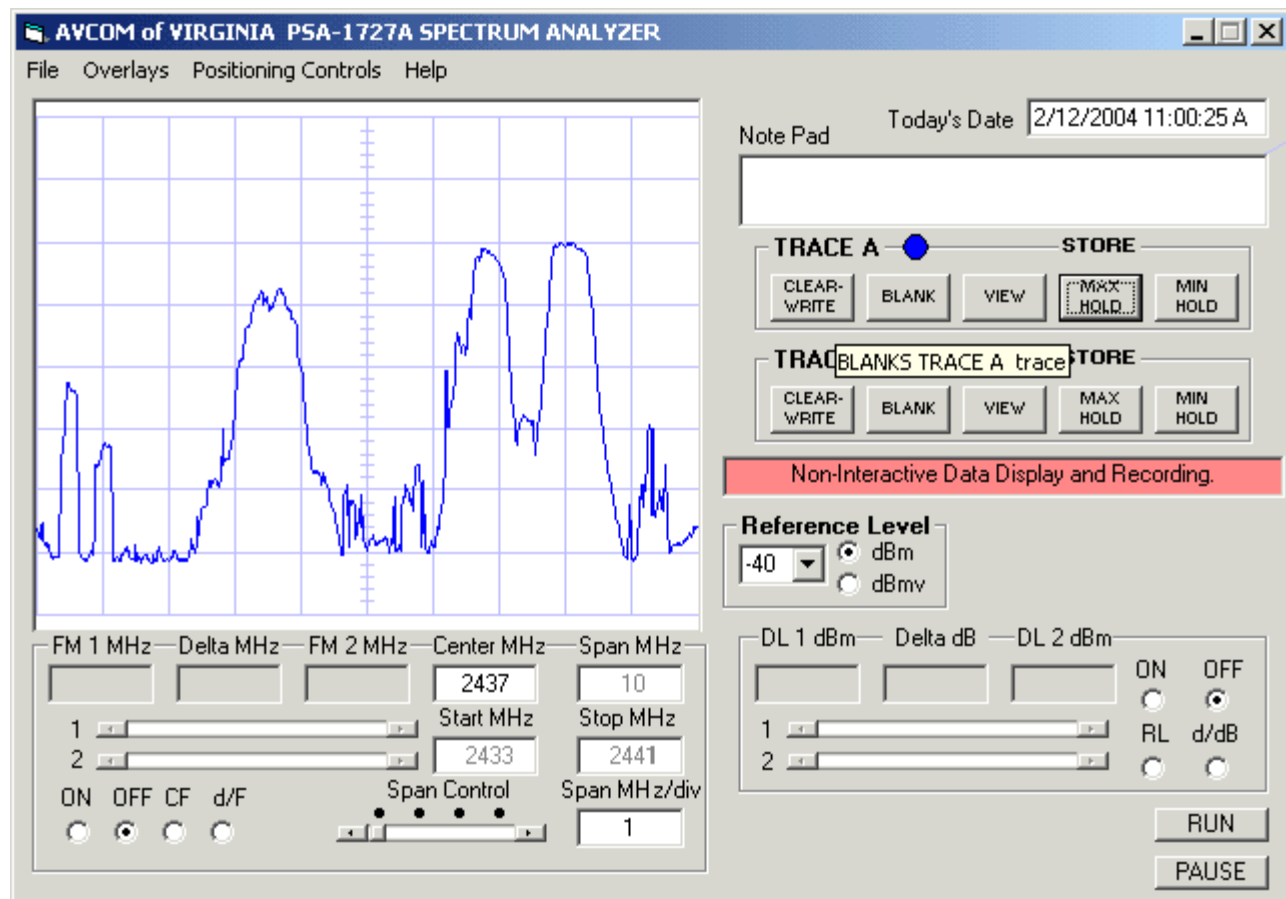 AVCOM of VIRGINIA PSA-1727A SPECTRUM ANALYZER
File Overlays Positioning Controls Help
Today's Date 2/12/2004 11:00:25 A
Note Pad
TRACE A STORE
CLEAR-WRITE BLANK VIEW MAX HOLD MIN HOLD
TRAC BLANKS TRACE A trace STORE
CLEAR-WRITE BLANK VIEW MAX HOLD MIN HOLD
Non-Interactive Data Display and Recording.
Reference Level
-40 dBm
dBmv
FM 1 MHz Delta MHz FM 2 MHz Center MHz Span MHz
2437 10
1 Start MHz Stop MHz
2 2433 2441
ON OFF CF d/F Span Control Span MHz/div
1
DL 1 dBm Delta dB DL 2 dBm
ON OFF
1 RL d/dB
2
RUN
PAUSE